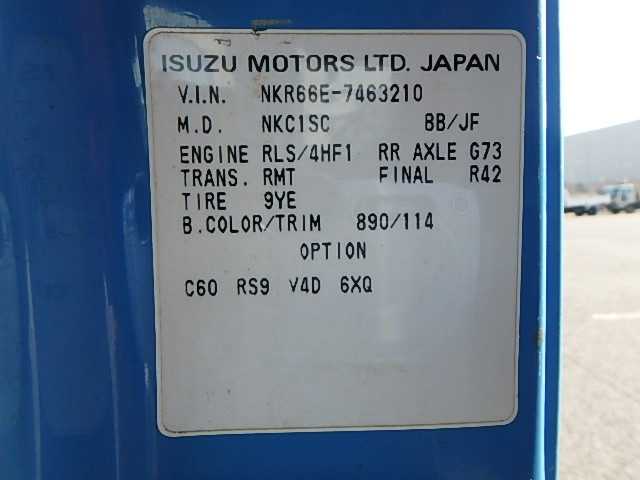 ISUZU MOTORS LTD. JAPAN
V.I.N. NKR66E-7463210
M.D. NKC1SC 8B/JF
ENGINE RLS/4HF1 RR AXLE G73
TRANS. RMT FINAL R42
TIRE 9YE
B.COLOR/TRIM 890/114
OPTION
C60 RS9 V4D 6XQ